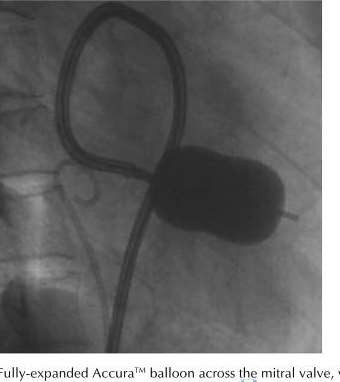 Fully-expanded Accura™ balloon across the mitral valve,